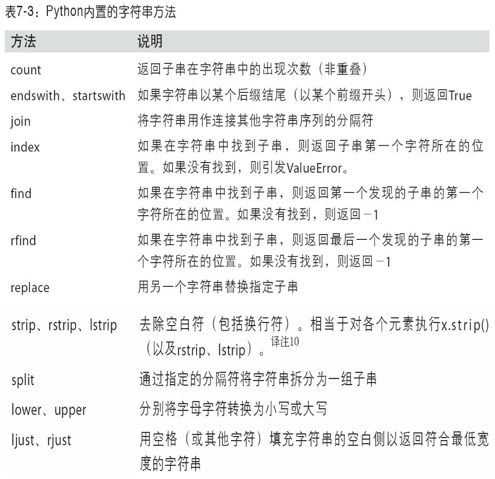 表7-3：Python内置的字符串方法
方法 说明
count 返回子串在字符串中的出现次数（非重叠）
endswith、startswith 如果字符串以某个后缀结尾（以某个前缀开头），则返回True
join 将字符串用作连接其他字符串序列的分隔符
index 如果在字符串中找到子串，则返回子串第一个字符所在的位
置。如果没有找到，则引发ValueError。
find 如果在字符串中找到子串，则返回第一个发现的子串的第一个
字符所在的位置。如果没有找到，则返回－1
rfind 如果在字符串中找到子串，则返回最后一个发现的子串的第一
个字符所在的位置。如果没有找到，则返回－1
replace 用另一个字符串替换指定子串
strip、rstrip、lstrip 去除空白符（包括换行符）。相当于对各个元素执行x.strip()
（以及rstrip、lstrip）。译注10
split 通过指定的分隔符将字符串拆分为一组子串
lower、upper 分别将字母字符转换为小写或大写
ljust、rjust 用空格（或其他字符）填充字符串的空白侧以返回符合最低宽
度的字符串